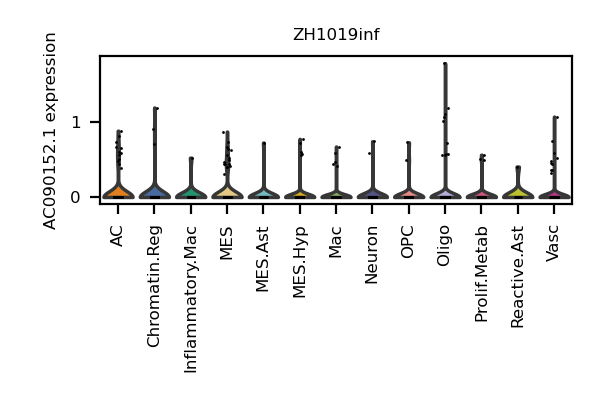 ZH1019inf
AC090152.1 expression
1
0
AC
Chromatin.Reg
Inflammatory.Mac
MES
MES.Ast
MES.Hyp
Mac
Neuron
OPC
Oligo
Prolif.Metab
Reactive.Ast
Vasc